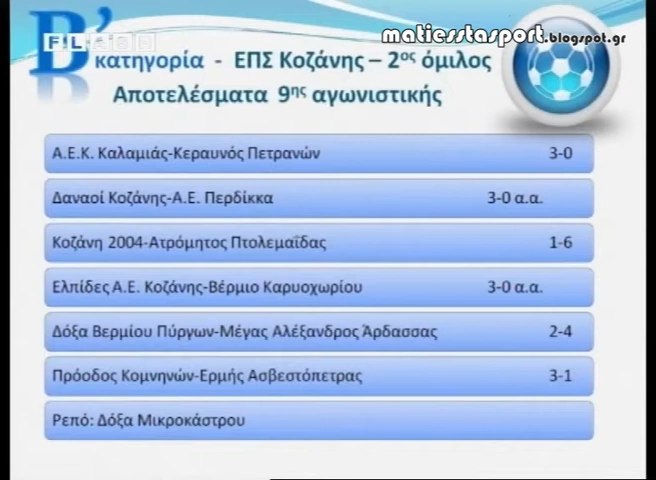 matiesstasport.blogspot.gr
Β' κατηγορία - ΕΠΣ Κοζάνης – 2ος όμιλος
Αποτελέσματα 9ης αγωνιστικής
Α.Ε.Κ. Καλαμιάς-Κεραυνός Πετρανών 3-0
Δαναοί Κοζάνης-Α.Ε. Περδίκκα 3-0 α.α.
Κοζάνη 2004-Ατρόμητος Πτολεμαΐδας 1-6
Ελπίδες Α.Ε. Κοζάνης-Βέρμιο Καρυοχωρίου 3-0 α.α.
Δόξα Βερμίου Πύργων-Μέγας Αλέξανδρος Άρδασσας 2-4
Πρόοδος Κομνηνών-Ερμής Ασβεστόπετρας 3-1
Ρεπό: Δόξα Μικροκάστρου